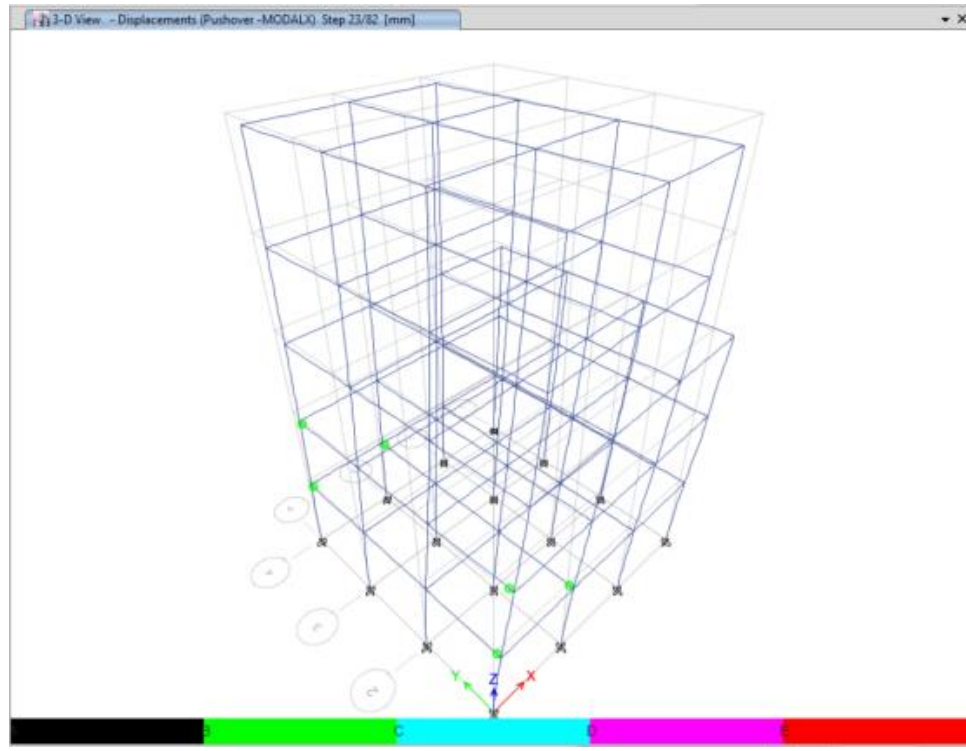 3-D View - Displacements (Pushover -MODALX) Step 23/82 [mm]
Y Z X
B C D E